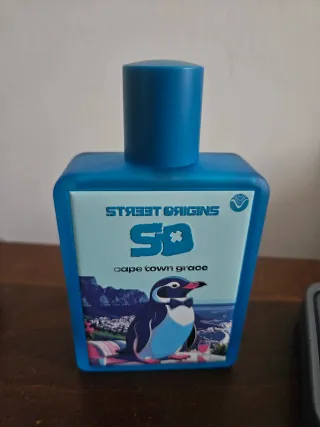 STREET ORIGINS
SO
cape town grace